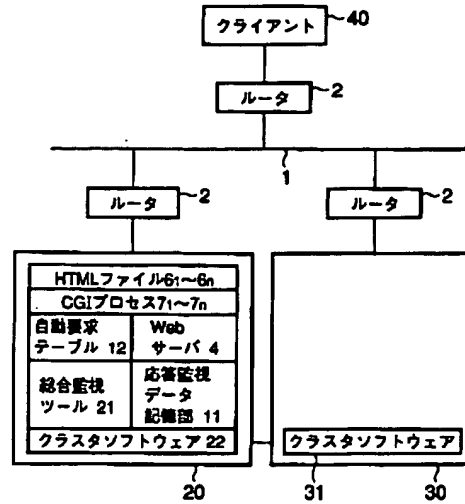 クライアント 40
ルータ 2
1
ルータ 2
ルータ 2
HTMLファイル6₁~6ₙ
CGIプロセス7₁~7ₙ
自動要求
テーブル 12
Web
サーバ 4
総合監視
ツール 21
応答監視
データ
記憶部 11
クラスタソフトウェア 22
クラスタソフトウェア
20
31
30